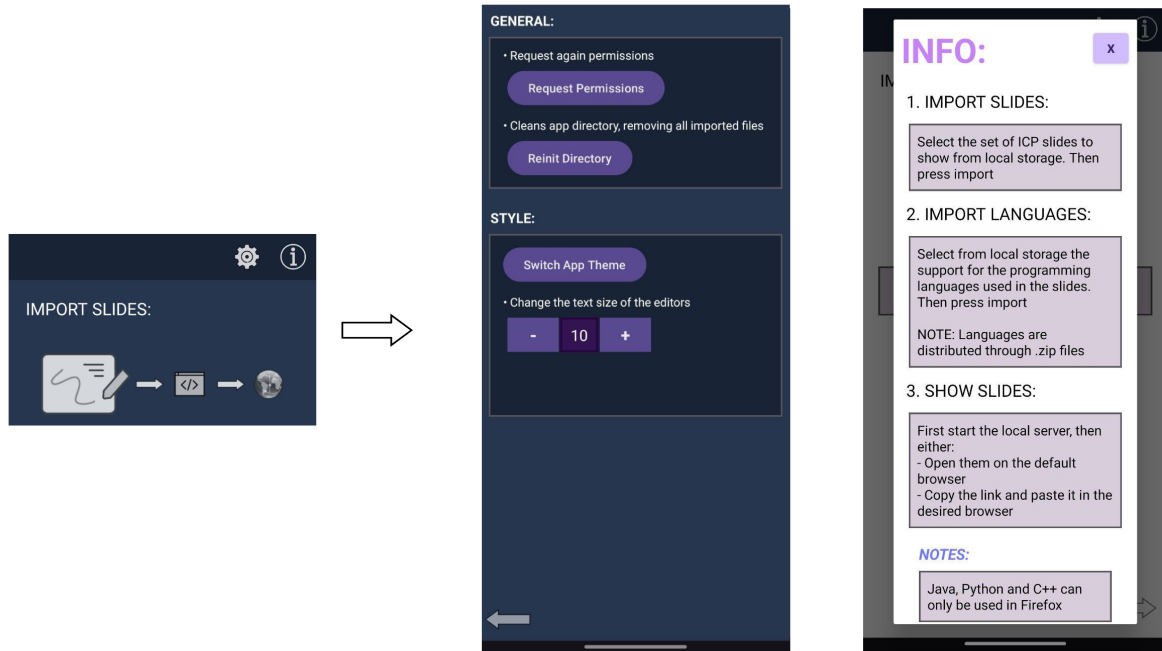 IMPORT SLIDES:
</>
GENERAL:
• Request again permissions
Request Permissions
• Cleans app directory, removing all imported files
Reinit Directory
STYLE:
Switch App Theme
• Change the text size of the editors
- 10 +
IM
INFO:
X
1. IMPORT SLIDES:
Select the set of ICP slides to
show from local storage. Then
press import
2. IMPORT LANGUAGES:
Select from local storage the
support for the programming
languages used in the slides.
Then press import
NOTE: Languages are
distributed through .zip files
3. SHOW SLIDES:
First start the local server, then
either:
- Open them on the default
browser
- Copy the link and paste it in the
desired browser
NOTES:
Java, Python and C++ can
only be used in Firefox